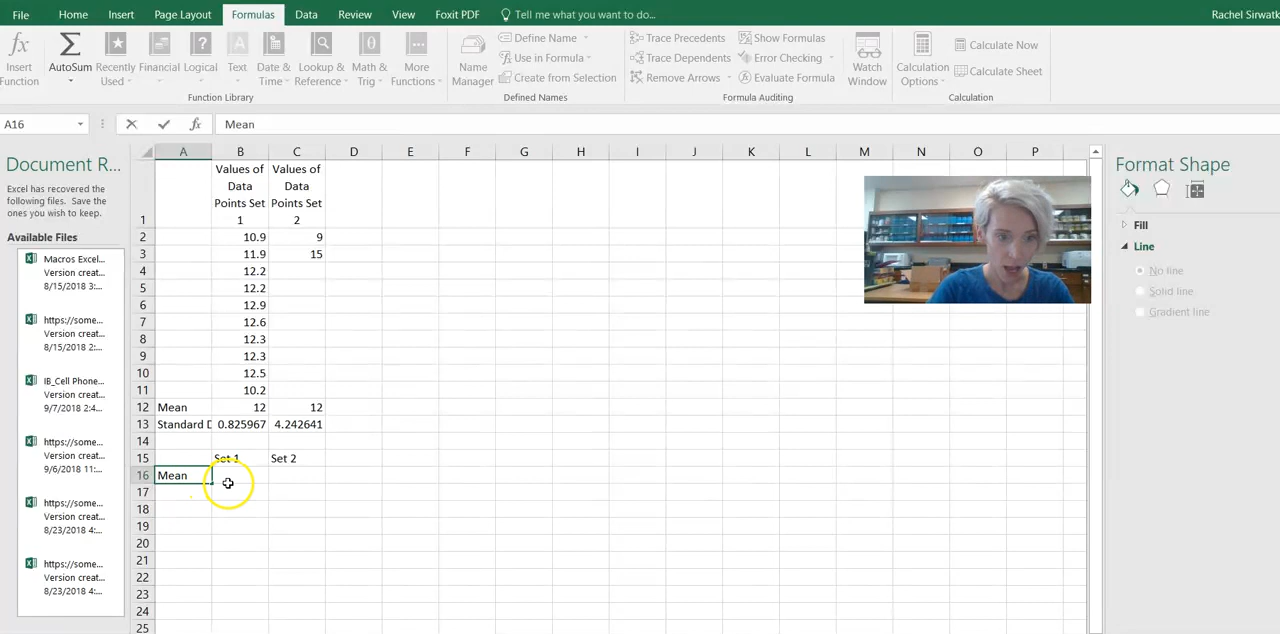 File Home Insert Page Layout Formulas Data Review View Foxit PDF Tell me what you want to do... Rachel Sirwatk
Insert Function
AutoSum
Recently Used
Financial
Logical
Text
Date & Time
Lookup & Reference
Math & Trig
More Functions
Function Library
Name Manager
Define Name
Use in Formula
Create from Selection
Defined Names
Trace Precedents
Trace Dependents
Remove Arrows
Show Formulas
Error Checking
Evaluate Formula
Formula Auditing
Watch Window
Calculation Options
Calculate Now
Calculate Sheet
Calculation
A16 fx Mean
Document R...
Excel has recovered the
following files. Save the
ones you wish to keep.
Available Files
Macros Excel...
Version creat...
8/15/2018 3:...
https://some...
Version creat...
8/15/2018 2:...
IB_Cell Phone...
Version creat...
9/7/2018 2:4...
https://some...
Version creat...
9/6/2018 11:...
https://some...
Version creat...
8/23/2018 4:...
https://some...
Version creat...
8/23/2018 4:...
A B C D E F G H I J K L M N O P
Values of Values of
Data Data
Points Set Points Set
1 1 2
2 10.9 9
3 11.9 15
4 12.2
5 12.2
6 12.9
7 12.6
8 12.3
9 12.3
10 12.5
11 10.2
12 Mean 12 12
13 Standard D 0.825967 4.242641
14
15 Set 1 Set 2
16 Mean
17
18
19
20
21
22
23
24
25
Format Shape
Fill
Line
No line
Solid line
Gradient line